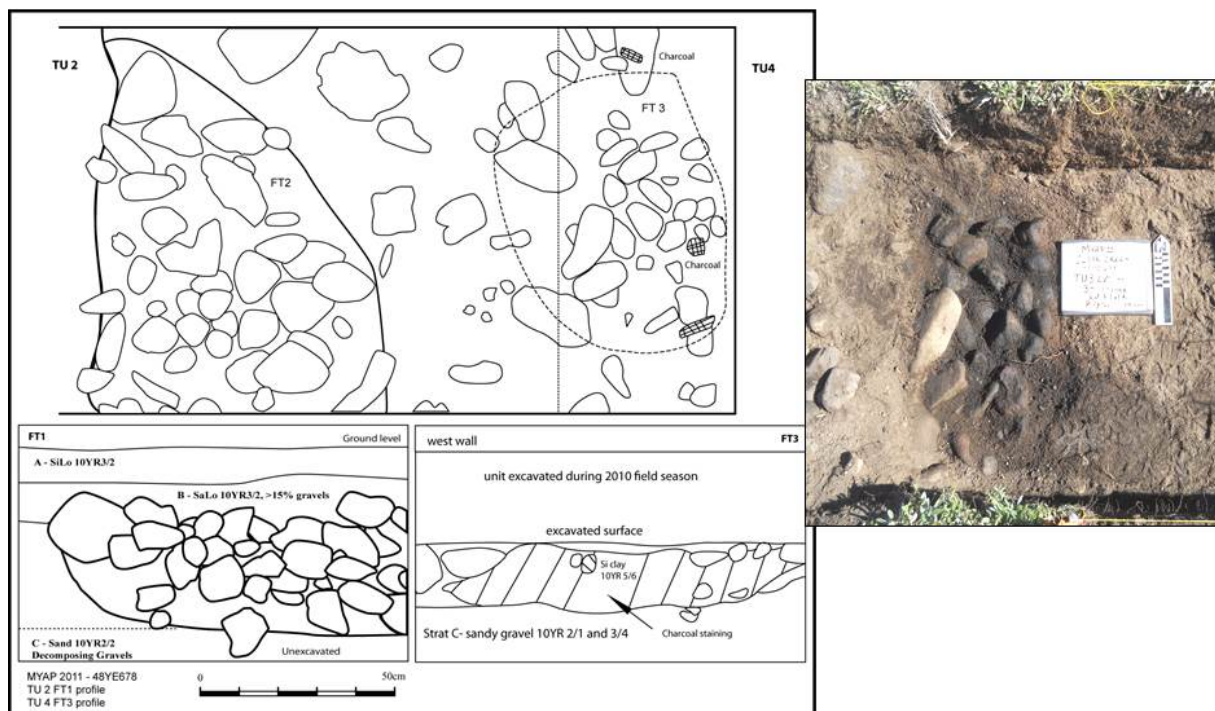 TU 2
Charcoal
TU4
FT 3
FT2
Charcoal
FT1
Ground level
A - SiLo 10YR3/2
B - SaLo 10YR3/2, >15% gravels
C - Sand 10YR2/2
Decomposing Gravels
Unexcavated
west wall
FT3
unit excavated during 2010 field season
excavated surface
Si clay
10YR 5/6
Strat C- sandy gravel 10YR 2/1 and 3/4
Charcoal staining
MYAP 2011 - 48YE678
TU 2 FT1 profile
TU 4 FT3 profile
0
50cm